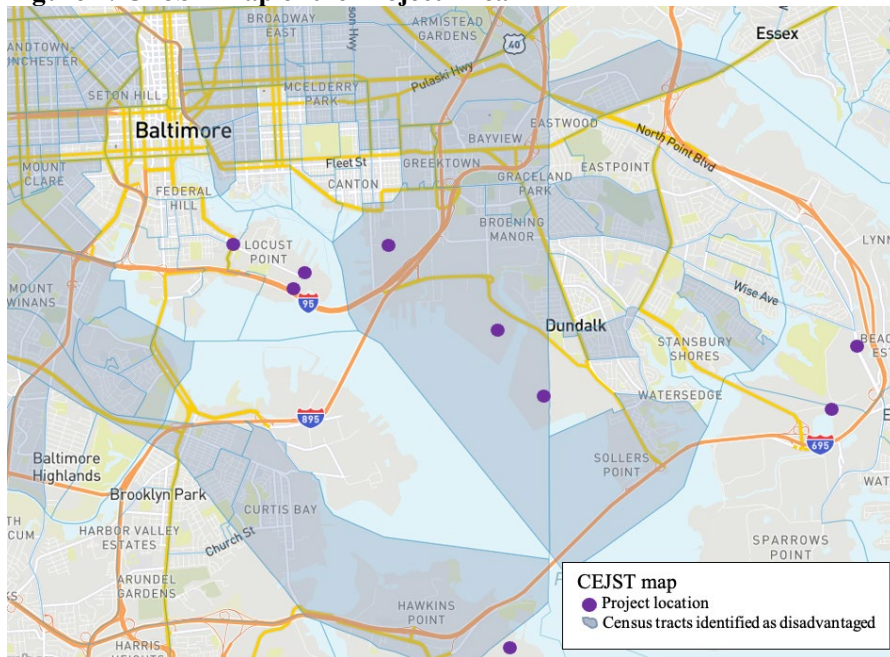 BROADWAY
EAST
ARMISTEAD
GARDENS
40
Essex
SETON HILL
MCELDERRY
PARK
Pulaski Hwy
Baltimore
BAYVIEW
EASTWOOD
North Point Blvd
MOUNT
CLARE
Fleet St
GREEKTOWN
EASTPOINT
CANTON
GRACELAND
PARK
FEDERAL
HILL
BROENING
MANOR
LOCUST
POINT
MOUNT
WINANS
95
Wise Ave
Dundalk
STANSBURY
SHORES
WATERSEDGE
895
695
SOLLERS
POINT
Baltimore
Highlands
Brooklyn Park
CURTIS BAY
HARBOR VALLEY
ESTATES
Church St
SPARROWS
POINT
ARUNDEL
GARDENS
HAWKINS
POINT
HARRIS
CEJST map
Project location
Census tracts identified as disadvantaged